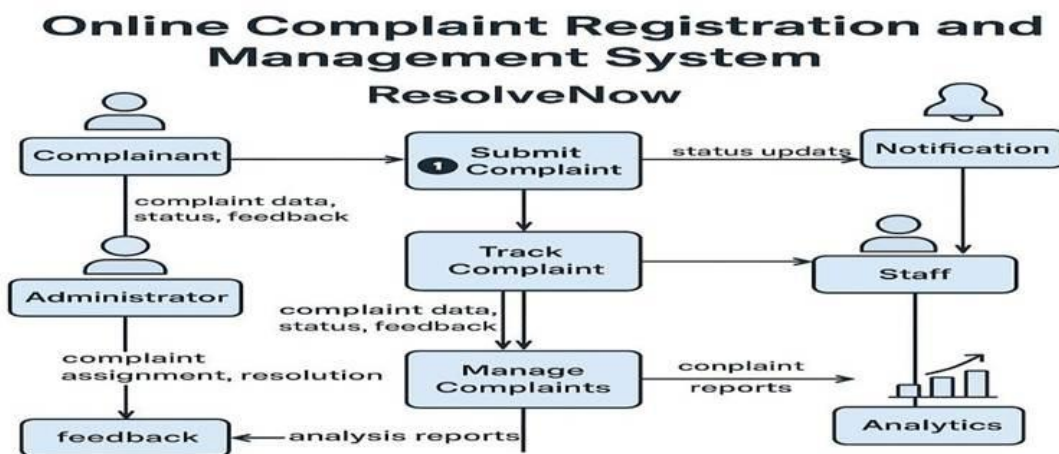 Online Complaint Registration and
Management System
ResolveNow
Complainant
1 Submit
Complaint
status updats
Notification
complaint data,
status, feedback
Track
Complaint
Staff
Administrator
complaint data,
status, feedback
complaint
assignment, resolution
Manage
Complaints
conplaint
reports
feedback
analysis reports
Analytics